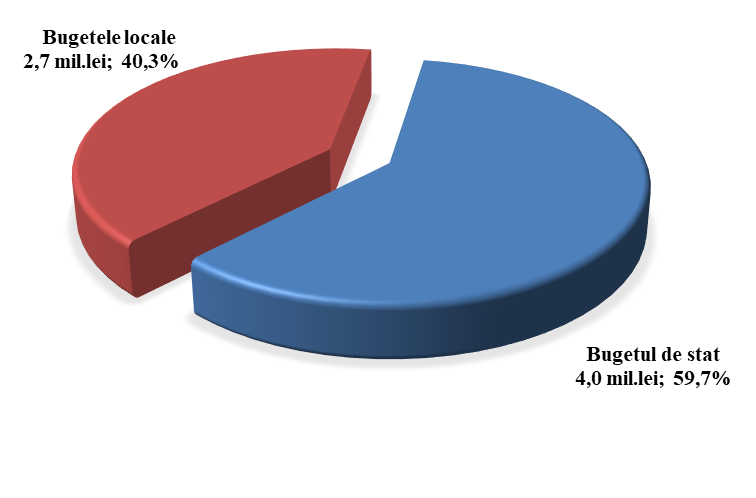 Bugetele locale
2,7 mil.lei; 40,3%
Bugetul de stat
4,0 mil.lei; 59,7%